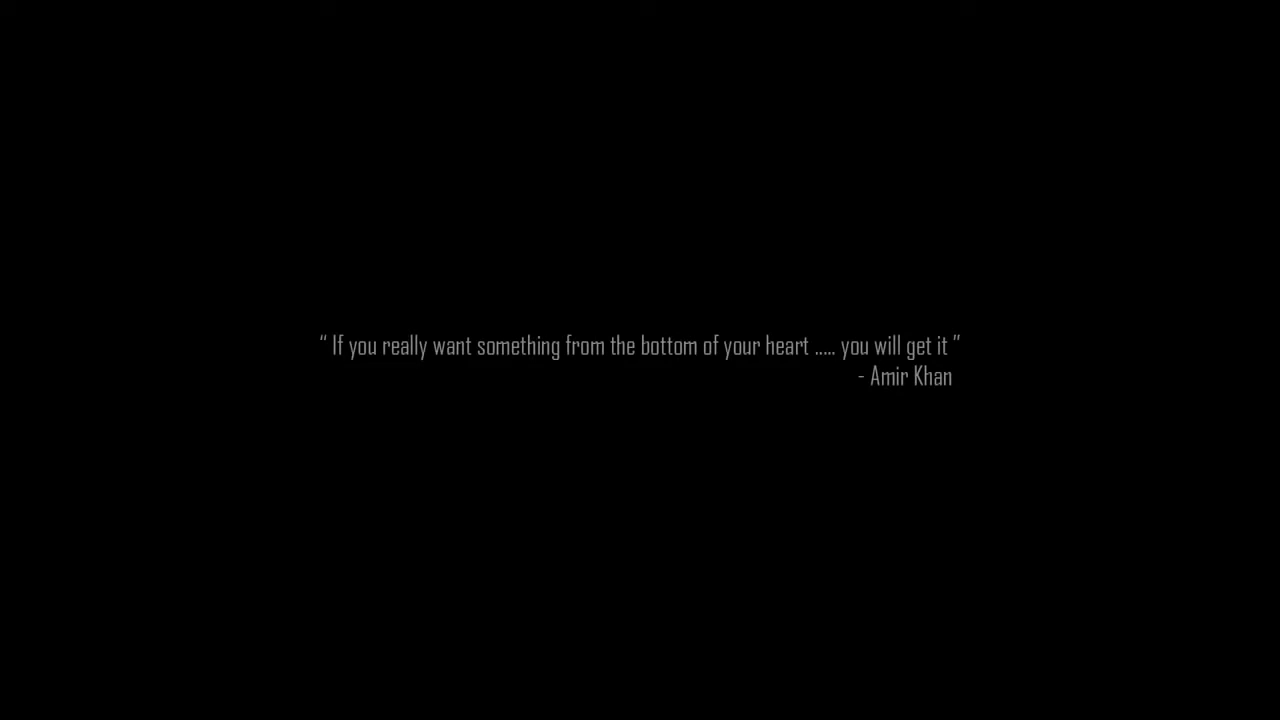 “ If you really want something from the bottom of your heart ..... you will get it ”
- Amir Khan